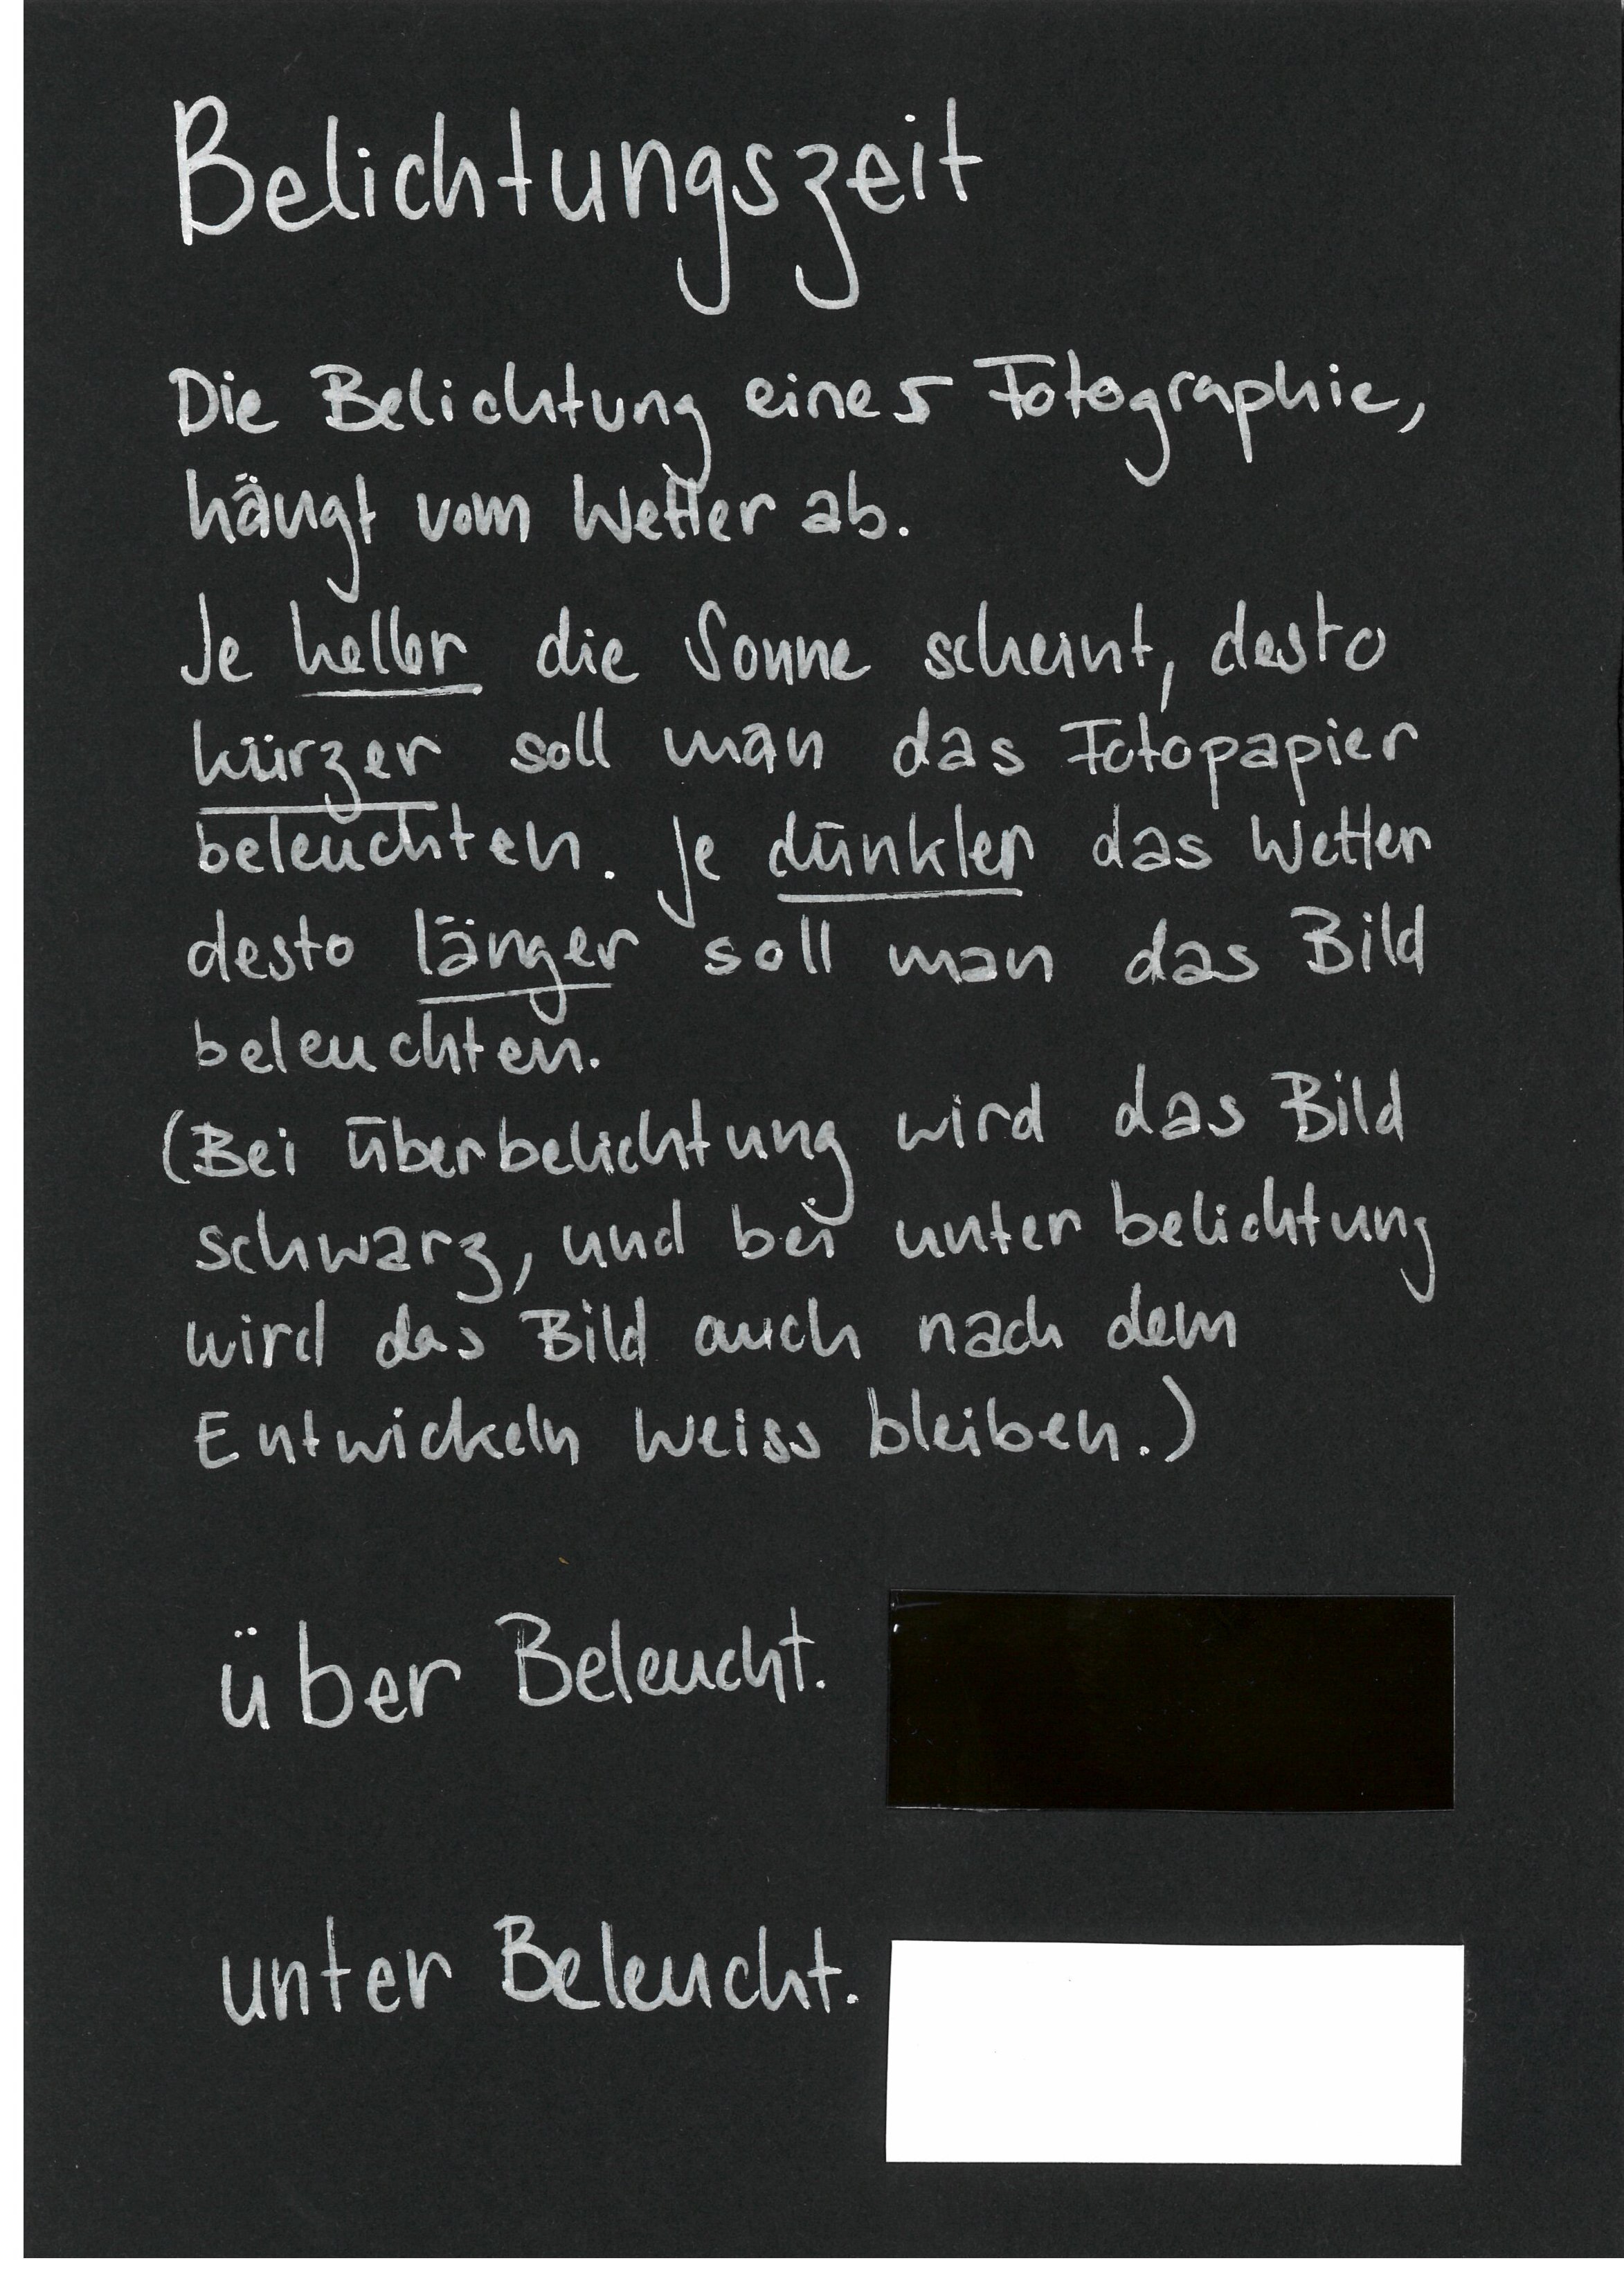 Belichtungszeit
Die Belichtung eines Fotographie,
hängt vom Wetter ab.
Je heller die Sonne scheint, desto
kürzer soll man das Fotopapier
beleuchten. je dünkler das Wetter
desto länger soll man das Bild
beleuchten.
(Bei überbelichtung wird das Bild
schwarz, und bei unter belichtung
wird das Bild auch nach dem
Entwickeln weiss bleiben.)
über Beleucht.
unter Beleucht.